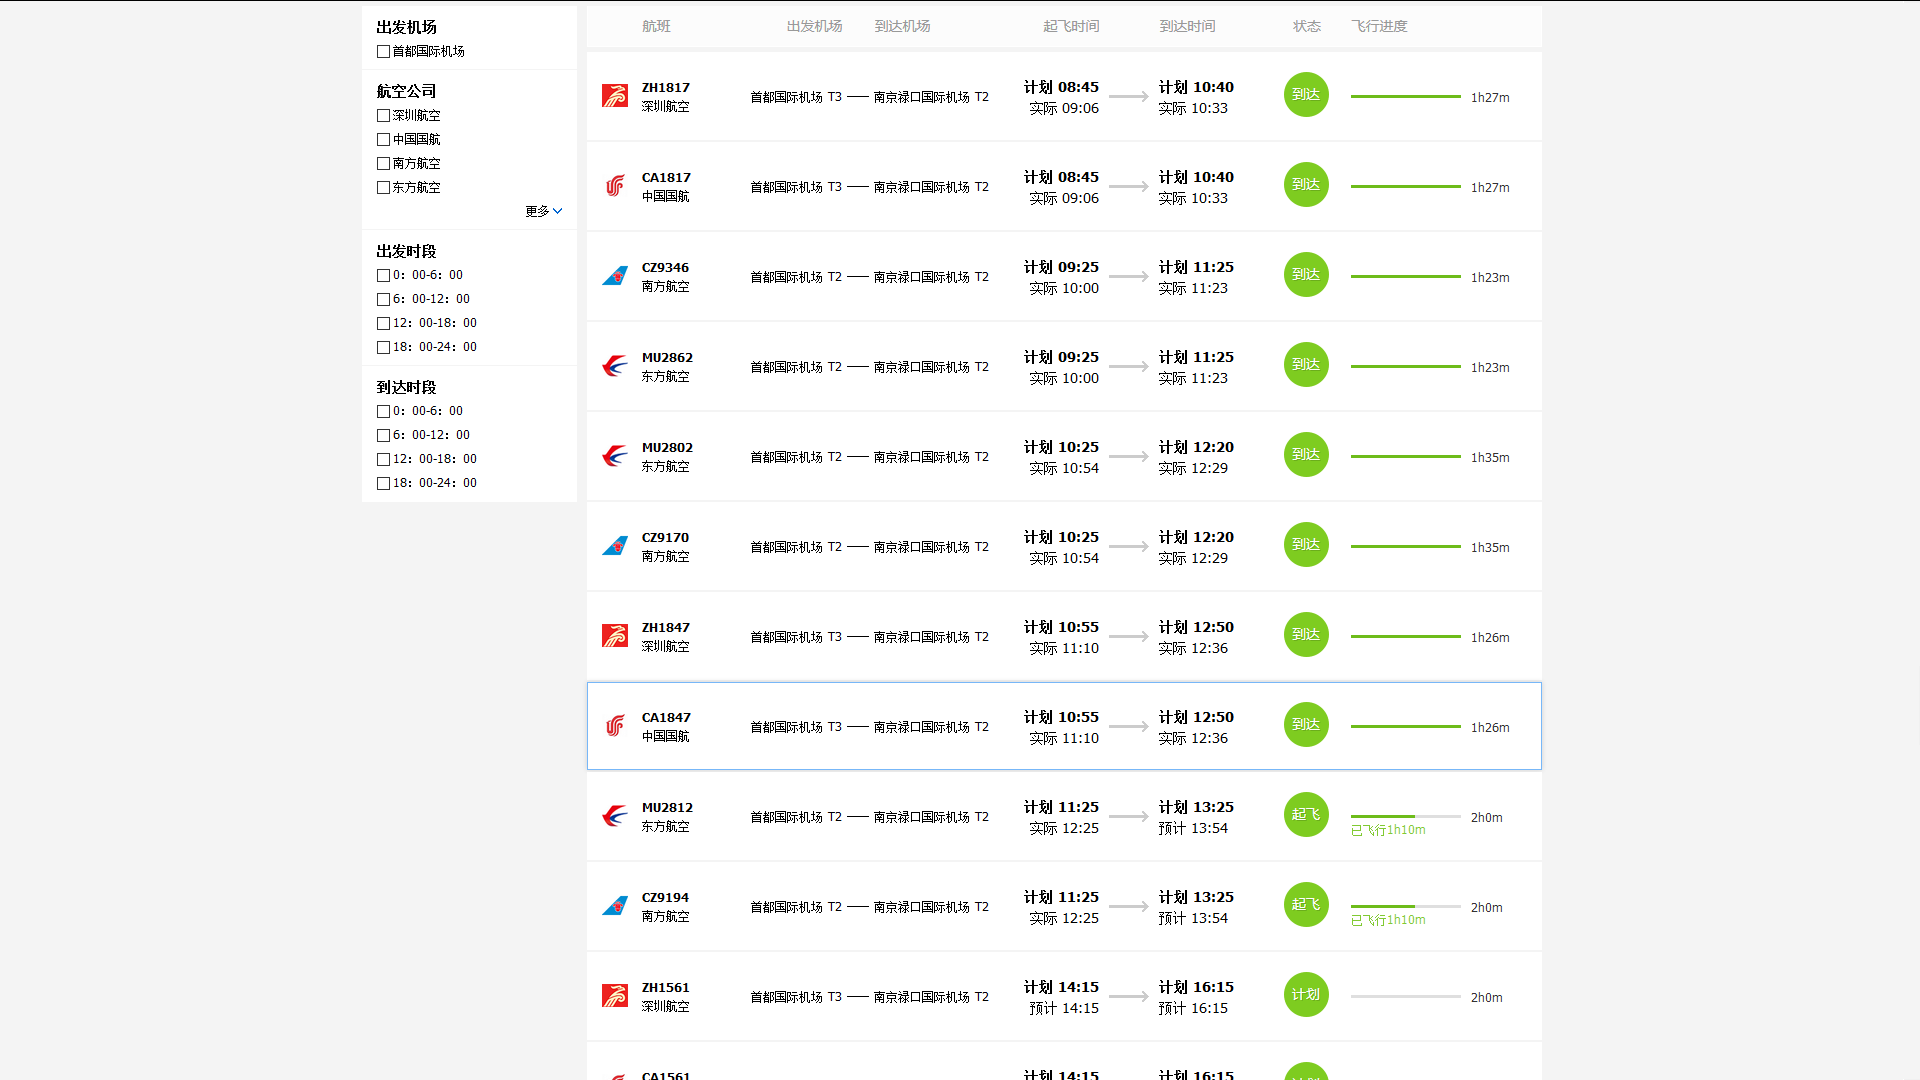 出发机场
首都国际机场
航空公司
深圳航空
中国国航
南方航空
东方航空
更多
出发时段
0：00-6：00
6：00-12：00
12：00-18：00
18：00-24：00
到达时段
0：00-6：00
6：00-12：00
12：00-18：00
18：00-24：00
航班 出发机场 到达机场 起飞时间 到达时间 状态 飞行进度
ZH1817 深圳航空 首都国际机场 T3 南京禄口国际机场 T2 计划 08:45 实际 09:06 计划 10:40 实际 10:33 到达 1h27m
CA1817 中国国航 首都国际机场 T3 南京禄口国际机场 T2 计划 08:45 实际 09:06 计划 10:40 实际 10:33 到达 1h27m
CZ9346 南方航空 首都国际机场 T2 南京禄口国际机场 T2 计划 09:25 实际 10:00 计划 11:25 实际 11:23 到达 1h23m
MU2862 东方航空 首都国际机场 T2 南京禄口国际机场 T2 计划 09:25 实际 10:00 计划 11:25 实际 11:23 到达 1h23m
MU2802 东方航空 首都国际机场 T2 南京禄口国际机场 T2 计划 10:25 实际 10:54 计划 12:20 实际 12:29 到达 1h35m
CZ9170 南方航空 首都国际机场 T2 南京禄口国际机场 T2 计划 10:25 实际 10:54 计划 12:20 实际 12:29 到达 1h35m
ZH1847 深圳航空 首都国际机场 T3 南京禄口国际机场 T2 计划 10:55 实际 11:10 计划 12:50 实际 12:36 到达 1h26m
CA1847 中国国航 首都国际机场 T3 南京禄口国际机场 T2 计划 10:55 实际 11:10 计划 12:50 实际 12:36 到达 1h26m
MU2812 东方航空 首都国际机场 T2 南京禄口国际机场 T2 计划 11:25 实际 12:25 计划 13:25 预计 13:54 起飞 已飞行1h10m 2h0m
CZ9194 南方航空 首都国际机场 T2 南京禄口国际机场 T2 计划 11:25 实际 12:25 计划 13:25 预计 13:54 起飞 已飞行1h10m 2h0m
ZH1561 深圳航空 首都国际机场 T3 南京禄口国际机场 T2 计划 14:15 预计 14:15 计划 16:15 预计 16:15 计划 2h0m
CA1561 计划 14:15 计划 16:15